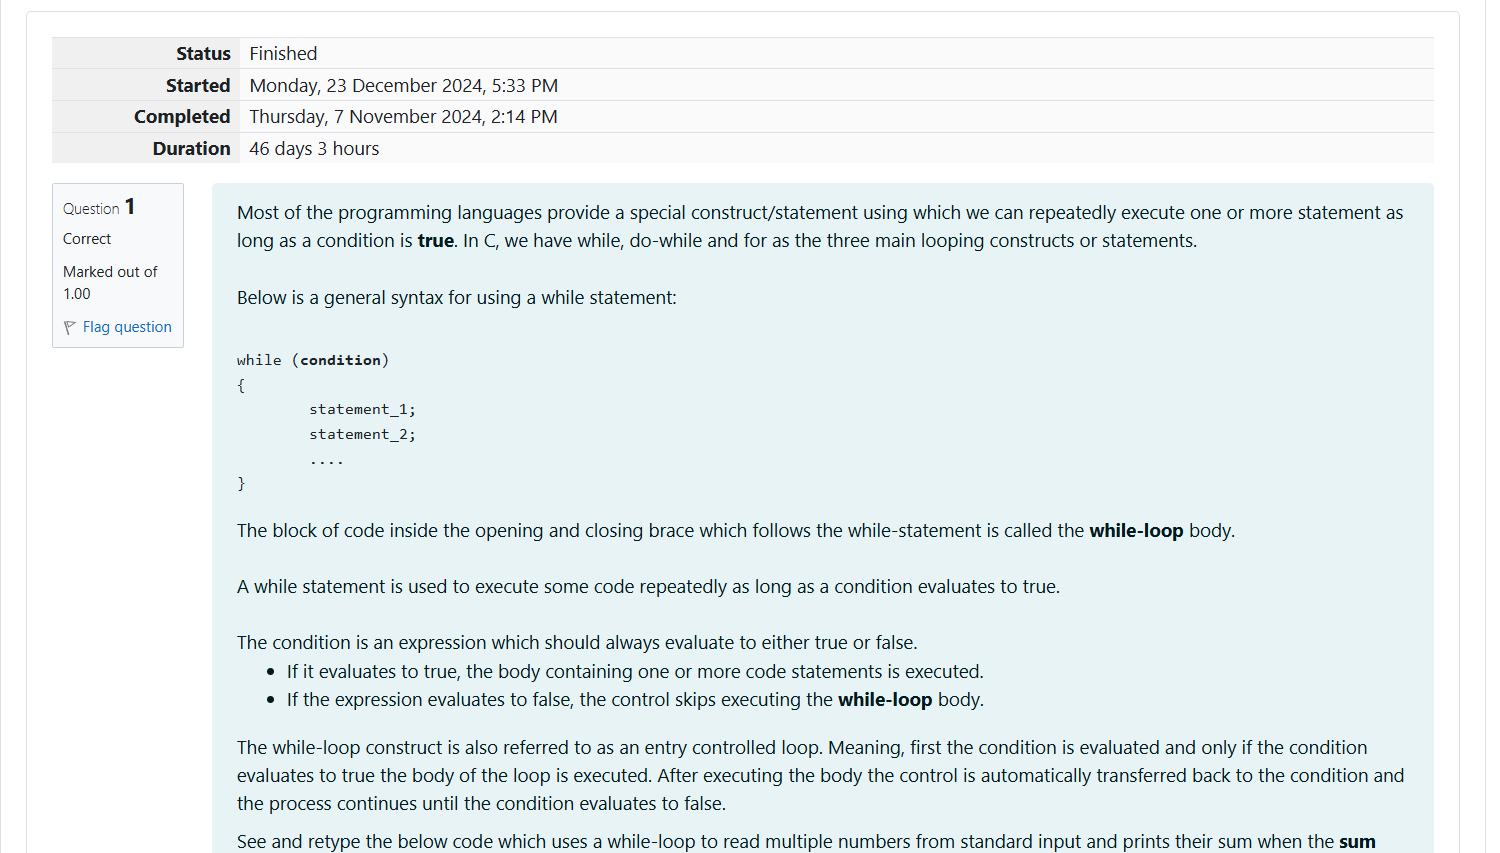 Status Finished
Started Monday, 23 December 2024, 5:33 PM
Completed Thursday, 7 November 2024, 2:14 PM
Duration 46 days 3 hours
Question 1
Correct
Marked out of
1.00
Flag question
Most of the programming languages provide a special construct/statement using which we can repeatedly execute one or more statement as
long as a condition is true. In C, we have while, do-while and for as the three main looping constructs or statements.
Below is a general syntax for using a while statement:
while (condition)
{
statement_1;
statement_2;
....
}
The block of code inside the opening and closing brace which follows the while-statement is called the while-loop body.
A while statement is used to execute some code repeatedly as long as a condition evaluates to true.
The condition is an expression which should always evaluate to either true or false.
• If it evaluates to true, the body containing one or more code statements is executed.
• If the expression evaluates to false, the control skips executing the while-loop body.
The while-loop construct is also referred to as an entry controlled loop. Meaning, first the condition is evaluated and only if the condition
evaluates to true the body of the loop is executed. After executing the body the control is automatically transferred back to the condition and
the process continues until the condition evaluates to false.
See and retype the below code which uses a while-loop to read multiple numbers from standard input and prints their sum when the sum